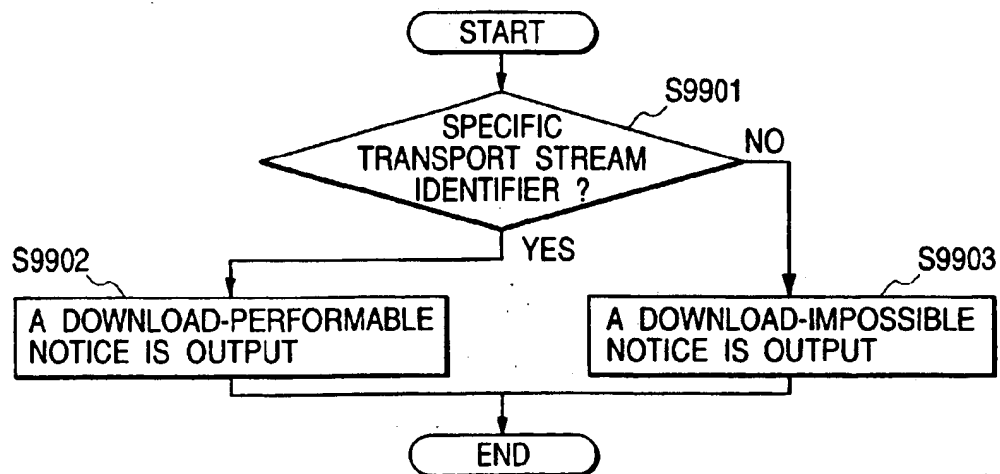 START
S9901
SPECIFIC
TRANSPORT STREAM
IDENTIFIER ?
NO
YES
S9902
A DOWNLOAD-PERFORMABLE
NOTICE IS OUTPUT
S9903
A DOWNLOAD-IMPOSSIBLE
NOTICE IS OUTPUT
END